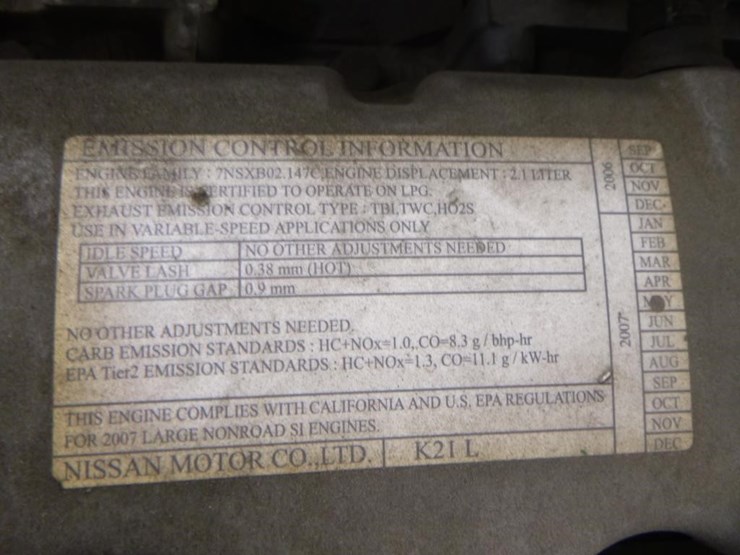 EMISSION CONTROL INFORMATION
ENGINE FAMILY : 7NSXB02.147C, ENGINE DISPLACEMENT : 2.1 LITER
THIS ENGINE IS CERTIFIED TO OPERATE ON LPG.
EXHAUST EMISSION CONTROL TYPE : TBI,TWC,HO2S
USE IN VARIABLE-SPEED APPLICATIONS ONLY
IDLE SPEED NO OTHER ADJUSTMENTS NEEDED
VALVE LASH 0.38 mm (HOT)
SPARK PLUG GAP 0.9 mm
NO OTHER ADJUSTMENTS NEEDED.
CARB EMISSION STANDARDS : HC+NOx=1.0, CO=8.3 g / bhp-hr
EPA Tier2 EMISSION STANDARDS : HC+NOx=1.3, CO=11.1 g / kW-hr
THIS ENGINE COMPLIES WITH CALIFORNIA AND U.S. EPA REGULATIONS
FOR 2007 LARGE NONROAD SI ENGINES.
NISSAN MOTOR CO.,LTD. K21 L
2006
SEP
OCT
NOV
DEC
2007
JAN
FEB
MAR
APR
MAY
JUN
JUL
AUG
SEP
OCT
NOV
DEC